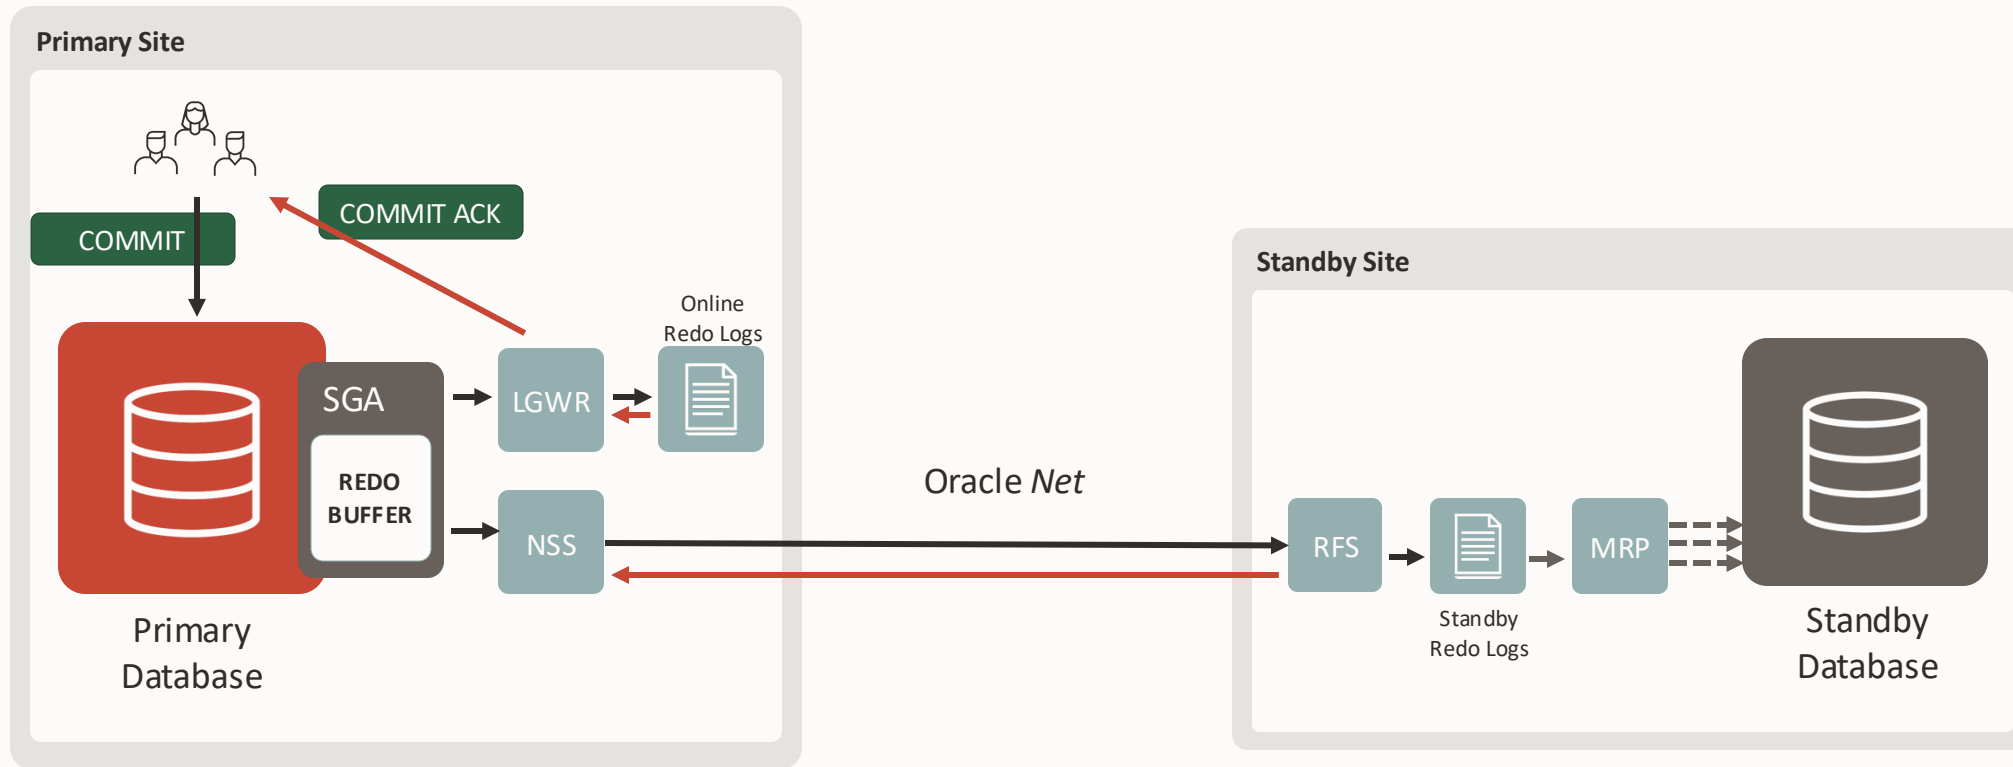 Primary Site
COMMIT
COMMIT ACK
Online
Redo Logs
SGA
REDO
BUFFER
LGWR
NSS
Primary
Database
Oracle Net
Standby Site
RFS
Standby
Redo Logs
MRP
Standby
Database